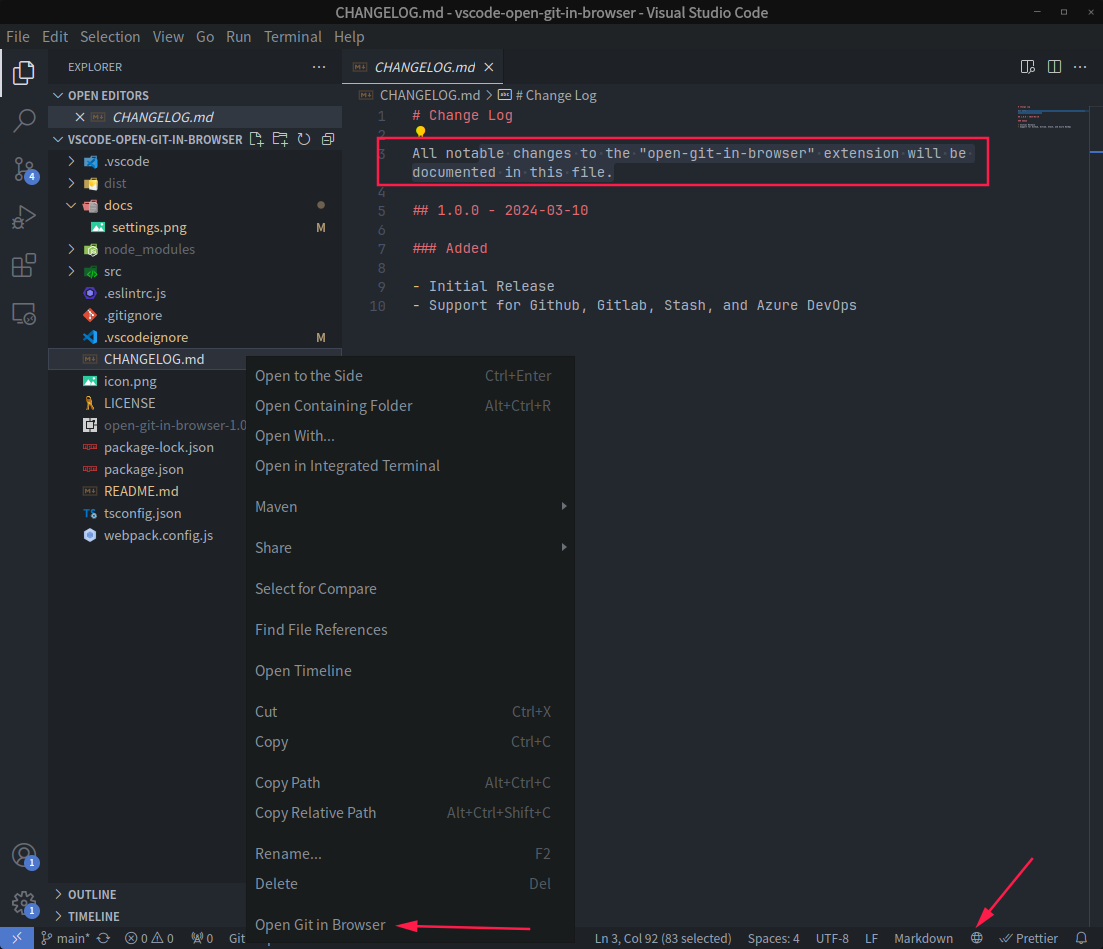 CHANGELOG.md - vscode-open-git-in-browser - Visual Studio Code
File Edit Selection View Go Run Terminal Help
EXPLORER
CHANGELOG.md
OPEN EDITORS
CHANGELOG.md
VSCODE-OPEN-GIT-IN-BROWSER
.vscode
dist
docs
settings.png M
node_modules
src
.eslintrc.js
.gitignore
.vscodeignore M
CHANGELOG.md
icon.png
LICENSE
open-git-in-browser-1.0
package-lock.json
package.json
README.md
tsconfig.json
webpack.config.js
OUTLINE
TIMELINE
4
1
1
CHANGELOG.md > # Change Log
1 # Change Log
2
3 All notable changes to the "open-git-in-browser" extension will be
documented in this file.
4
5 ## 1.0.0 - 2024-03-10
6
7 ### Added
8
9 - Initial Release
10 - Support for Github, Gitlab, Stash, and Azure DevOps
Open to the Side Ctrl+Enter
Open Containing Folder Alt+Ctrl+R
Open With...
Open in Integrated Terminal
Maven
Share
Select for Compare
Find File References
Open Timeline
Cut Ctrl+X
Copy Ctrl+C
Copy Path Alt+Ctrl+C
Copy Relative Path Alt+Ctrl+Shift+C
Rename... F2
Delete Del
Open Git in Browser
main* 0 0 0 Git Ln 3, Col 92 (83 selected) Spaces: 4 UTF-8 LF Markdown Prettier